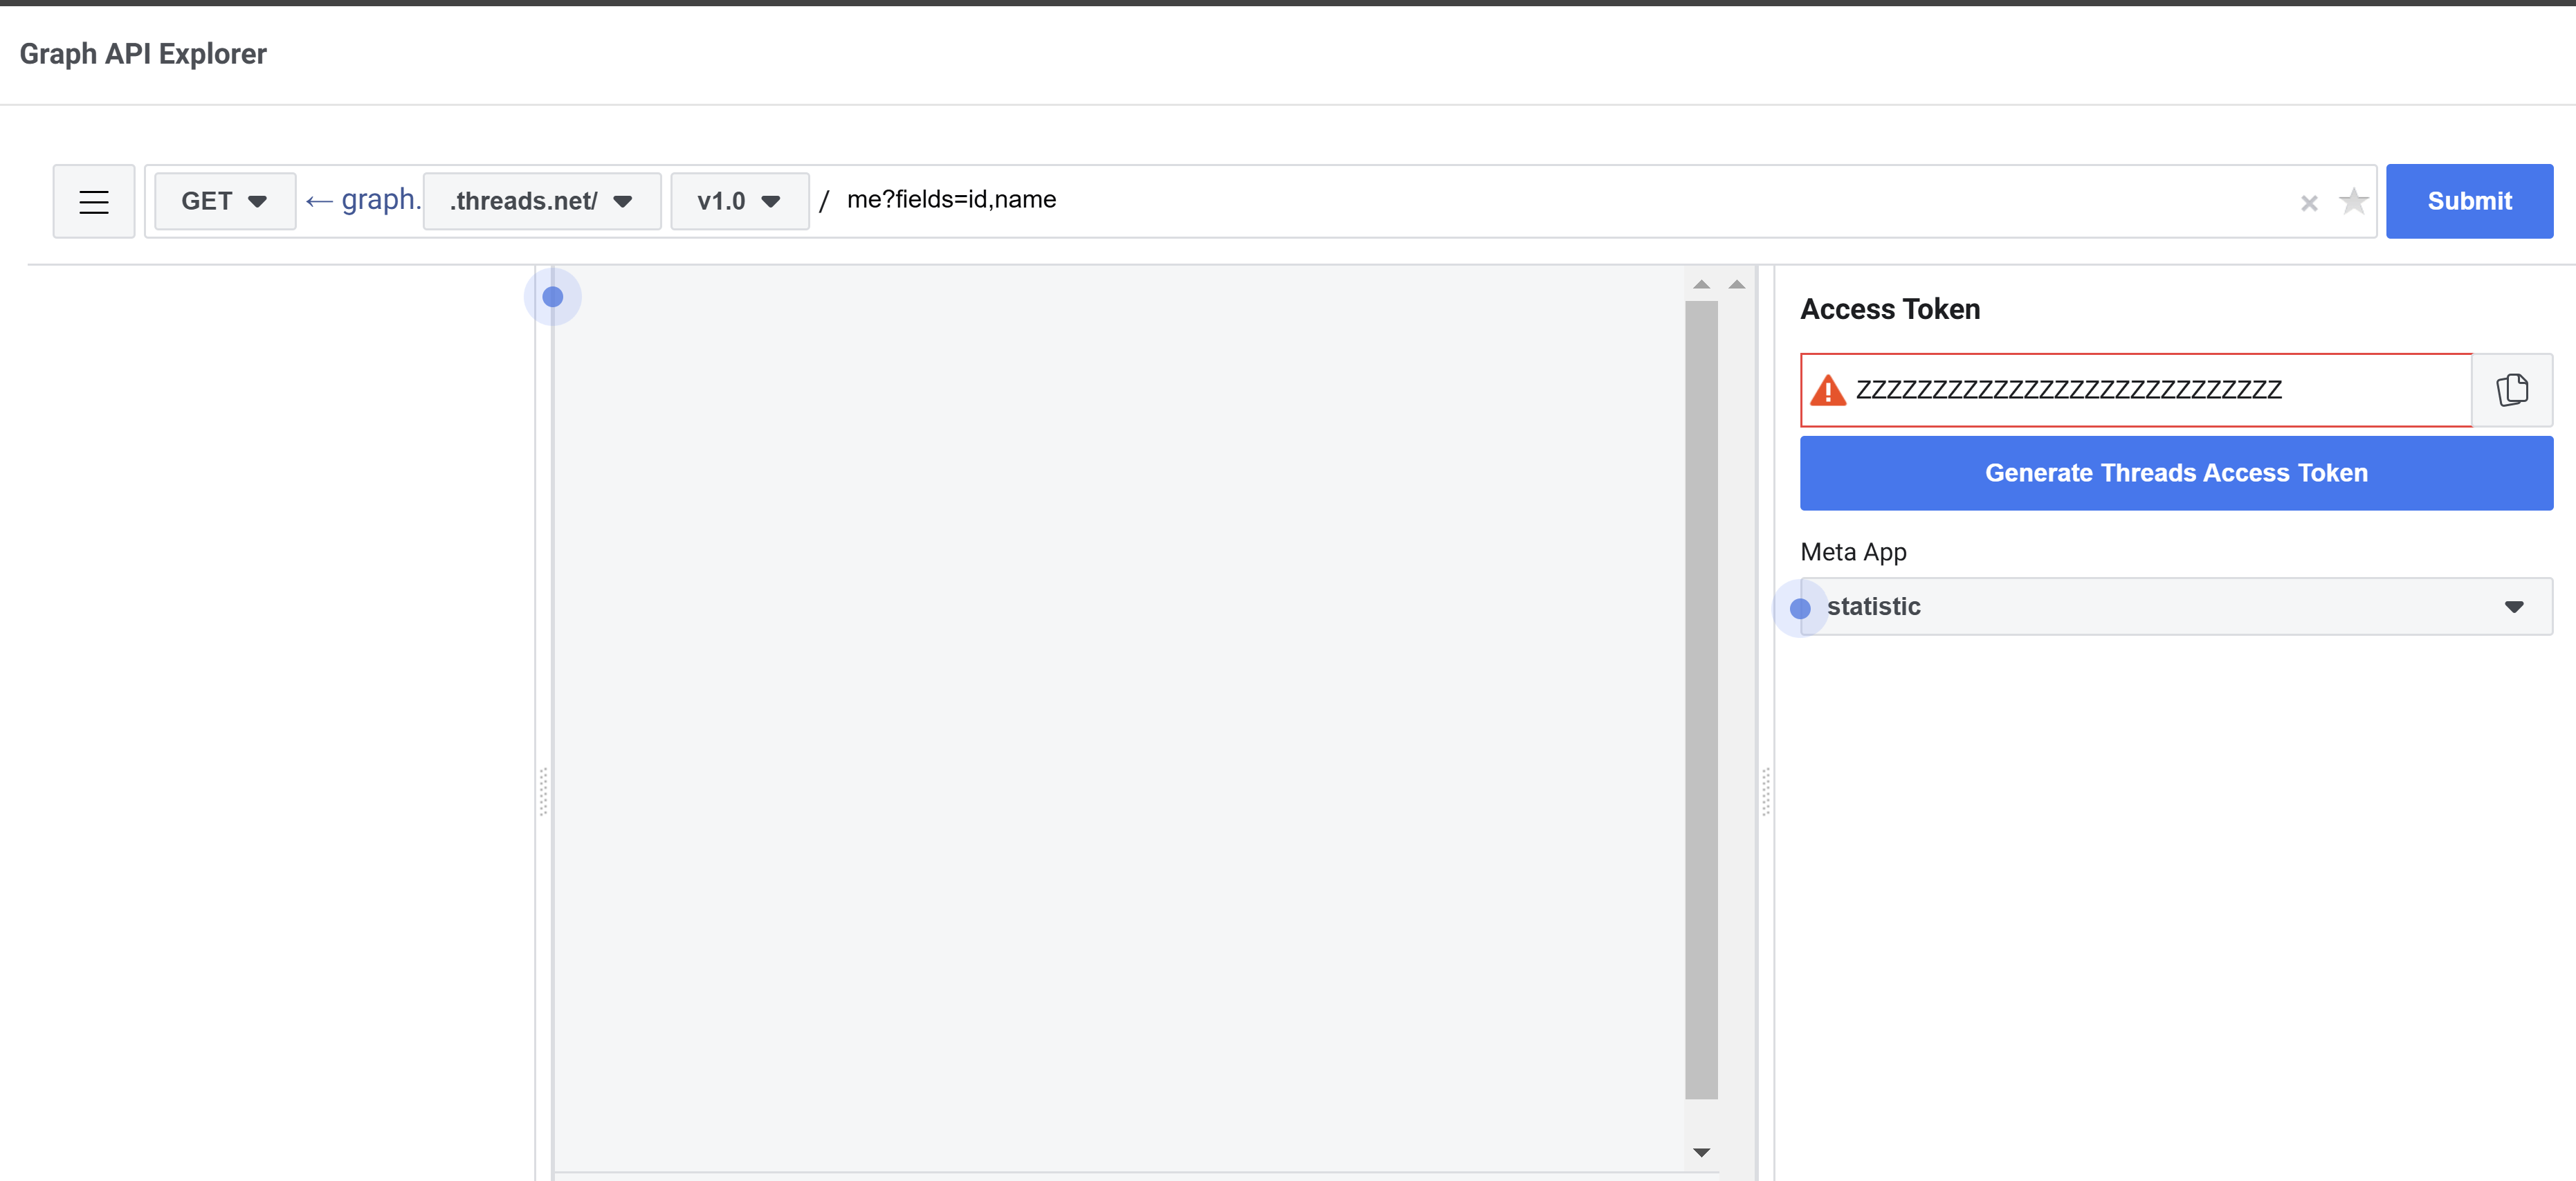 Graph API Explorer
GET ← graph. .threads.net/ v1.0 / me?fields=id,name × Submit
Access Token
ZZZZZZZZZZZZZZZZZZZZZZZZZZZZ
Generate Threads Access Token
Meta App
statistic